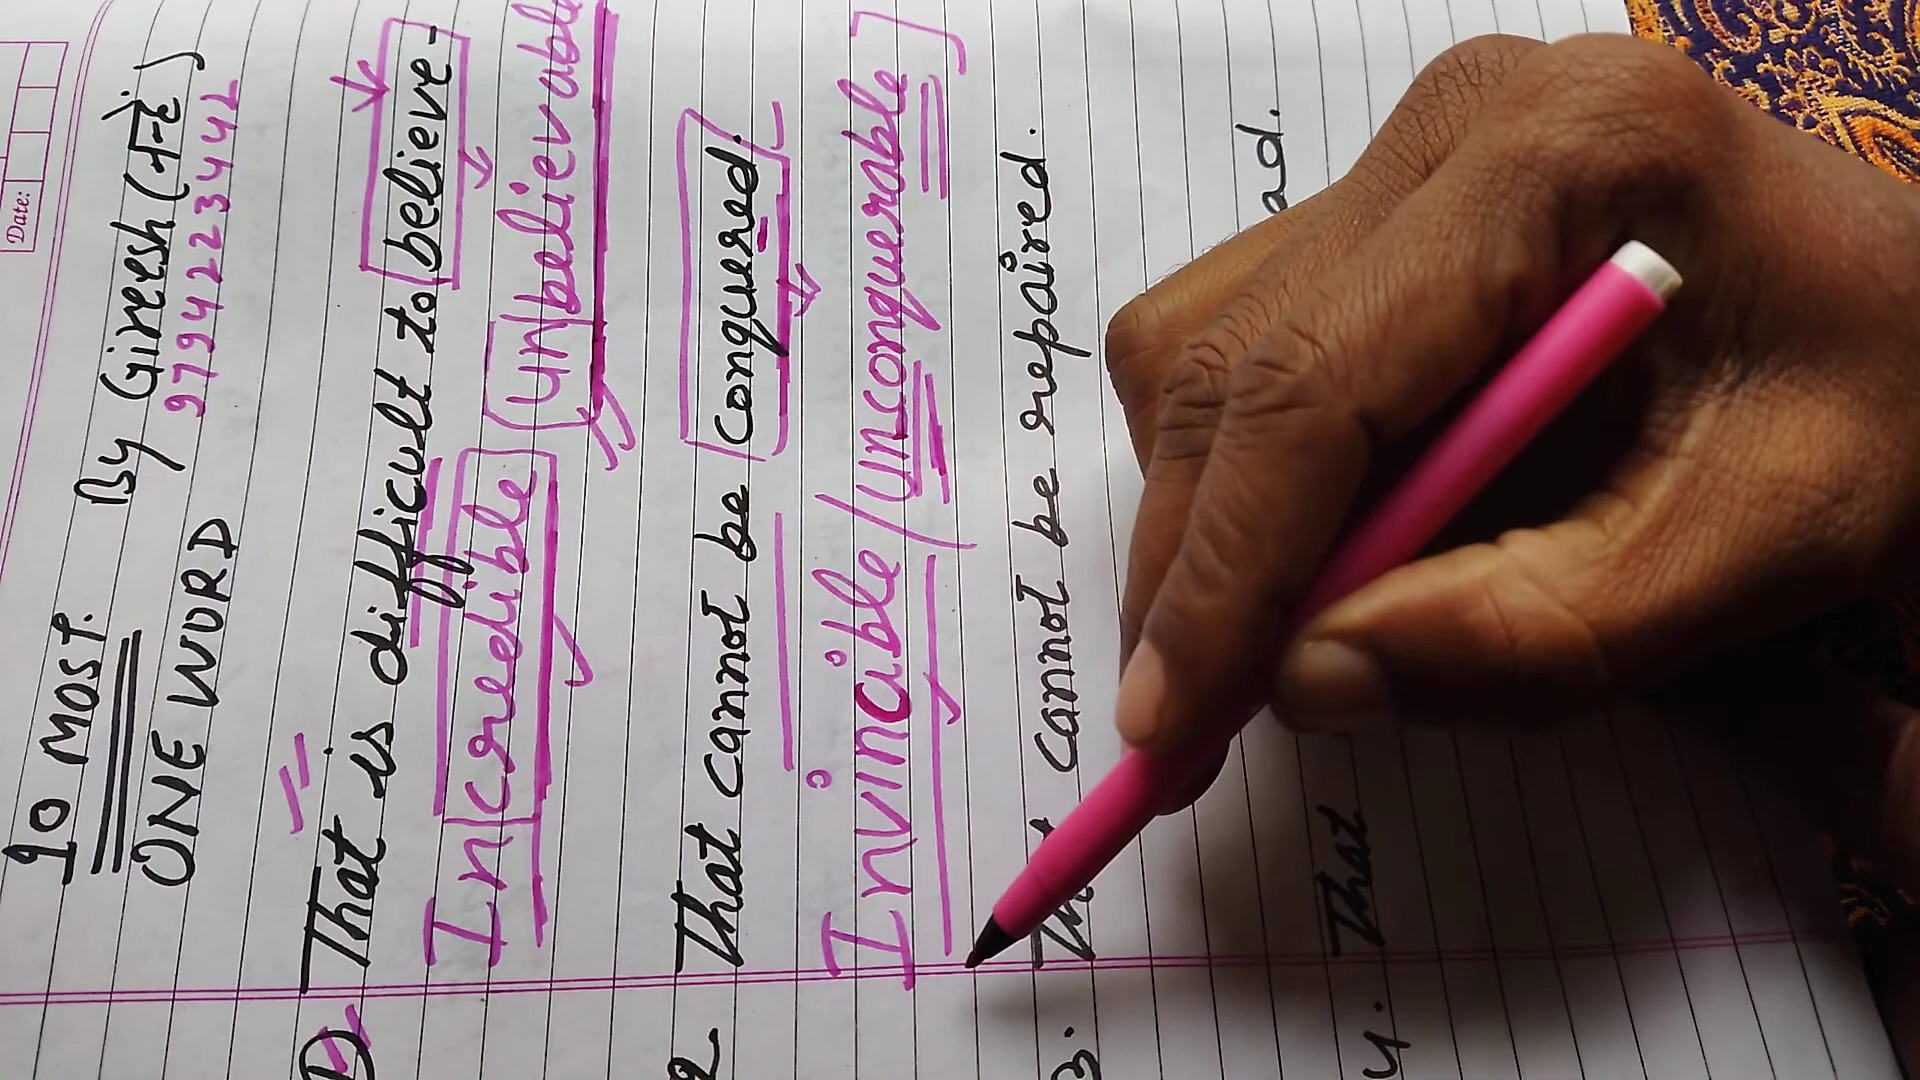 Date:
10 MOST. By Gireesh (
ONE WORD 9794223442
1) That is difficult to believe-
Incredible (unbelievable
2 That cannot be conquered.
Invincible / unconquerable]
3. cannot be repaired.
4. That